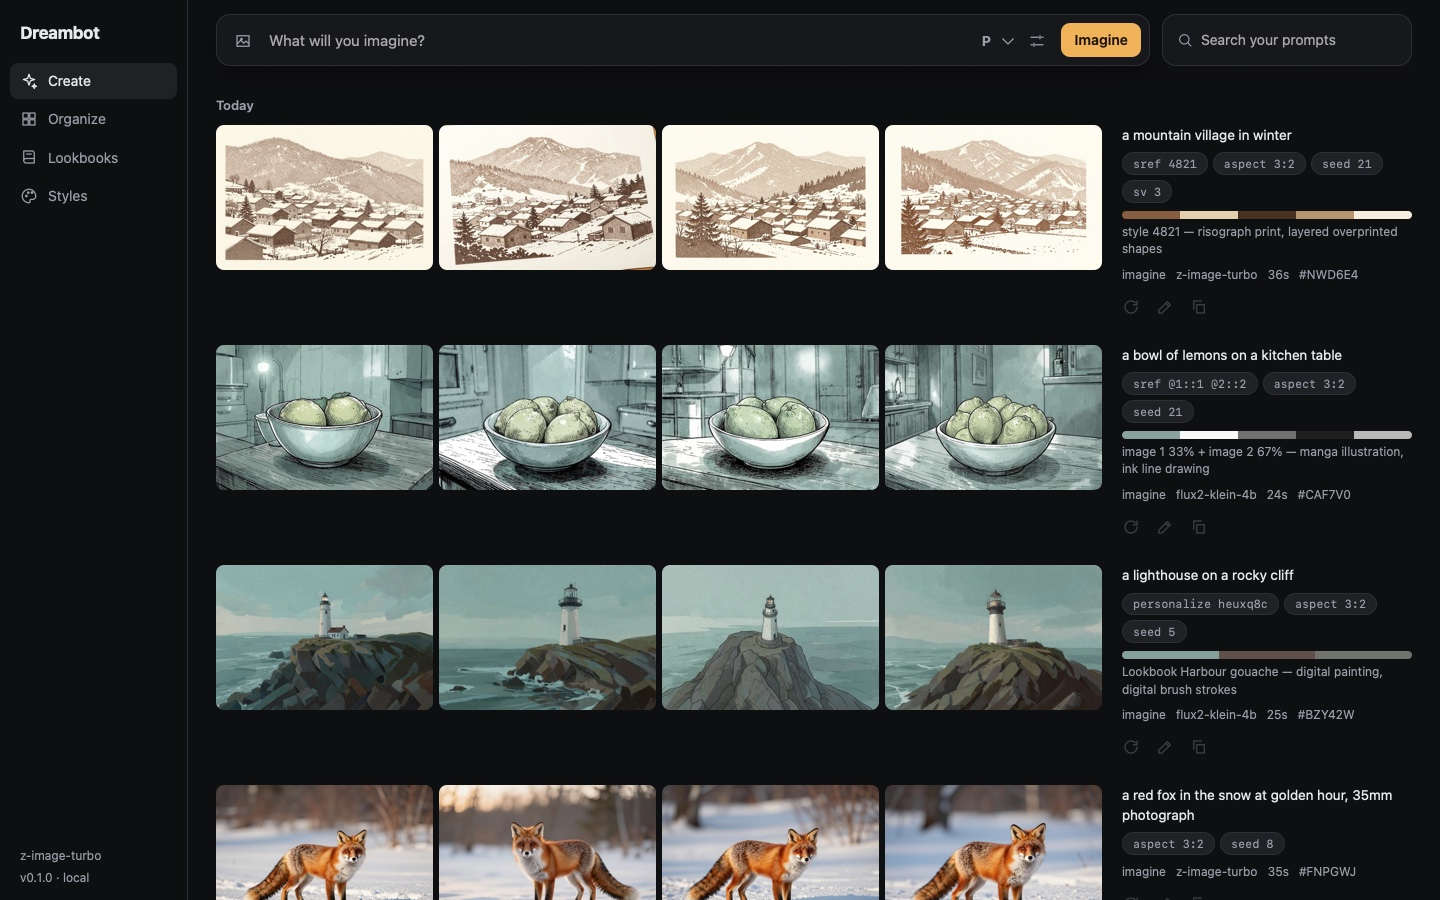 Dreambot
Create
Organize
Lookbooks
Styles
z-image-turbo
v0.1.0 · local
What will you imagine?
P
Imagine
Search your prompts
Today
a mountain village in winter
sref 4821
aspect 3:2
seed 21
sv 3
style 4821 — risograph print, layered overprinted
shapes
imagine z-image-turbo 36s #NWD6E4
a bowl of lemons on a kitchen table
sref @1::1 @2::2
aspect 3:2
seed 21
image 1 33% + image 2 67% — manga illustration,
ink line drawing
imagine flux2-klein-4b 24s #CAF7V0
a lighthouse on a rocky cliff
personalize heuxq8c
aspect 3:2
seed 5
Lookbook Harbour gouache — digital painting,
digital brush strokes
imagine flux2-klein-4b 25s #BZY42W
a red fox in the snow at golden hour, 35mm
photograph
aspect 3:2
seed 8
imagine z-image-turbo 35s #FNPGWJ